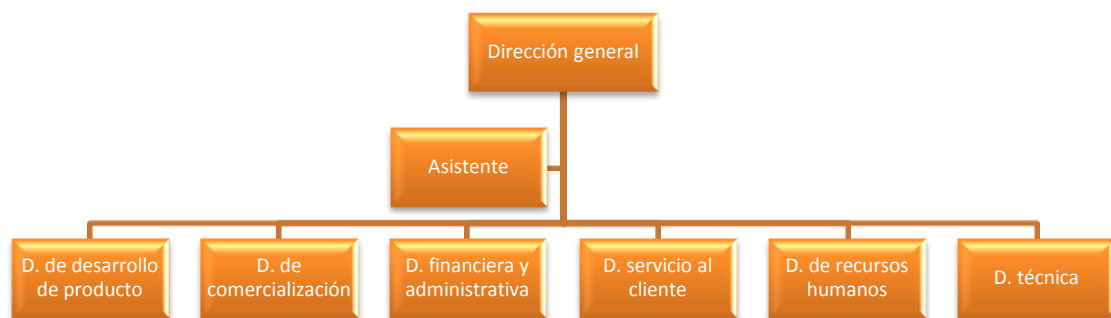 Dirección general
Asistente
D. de desarrollo
de producto
D. de
comercialización
D. financiera y
administrativa
D. servicio al
cliente
D. de recursos
humanos
D. técnica